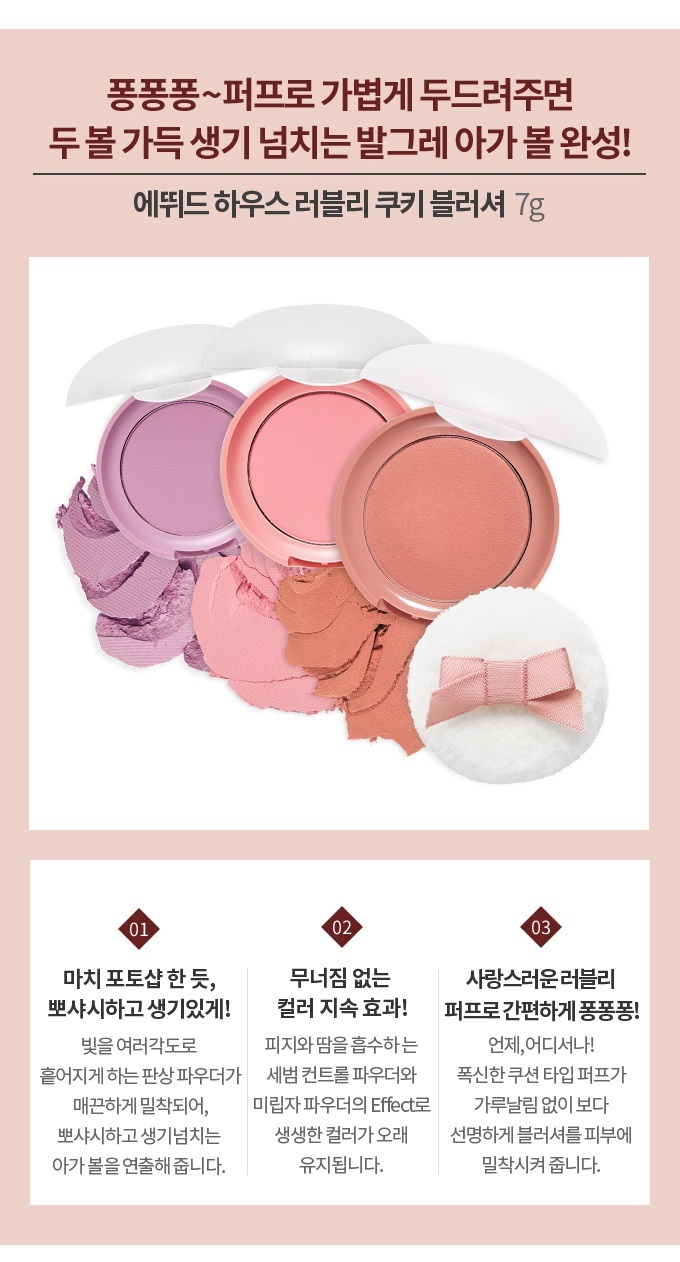 퐁퐁퐁~퍼프로 가볍게 두드려주면
두 볼 가득 생기 넘치는 발그레 아가 볼 완성!
에뛰드 하우스 러블리 쿠키 블러셔 7g
01
마치 포토샵 한 듯,
뽀샤시하고 생기있게!
빛을 여러각도로
흩어지게 하는 판상 파우더가
매끈하게 밀착되어,
뽀샤시하고 생기넘치는
아가 볼을 연출해 줍니다.
02
무너짐 없는
컬러 지속 효과!
피지와 땀을 흡수하 는
세범 컨트롤 파우더와
미립자 파우더의 Effect로
생생한 컬러가 오래
유지됩니다.
03
사랑스러운 러블리
퍼프로 간편하게 퐁퐁퐁!
언제,어디서나!
폭신한 쿠션 타입 퍼프가
가루날림 없이 보다
선명하게 블러셔를 피부에
밀착시켜 줍니다.